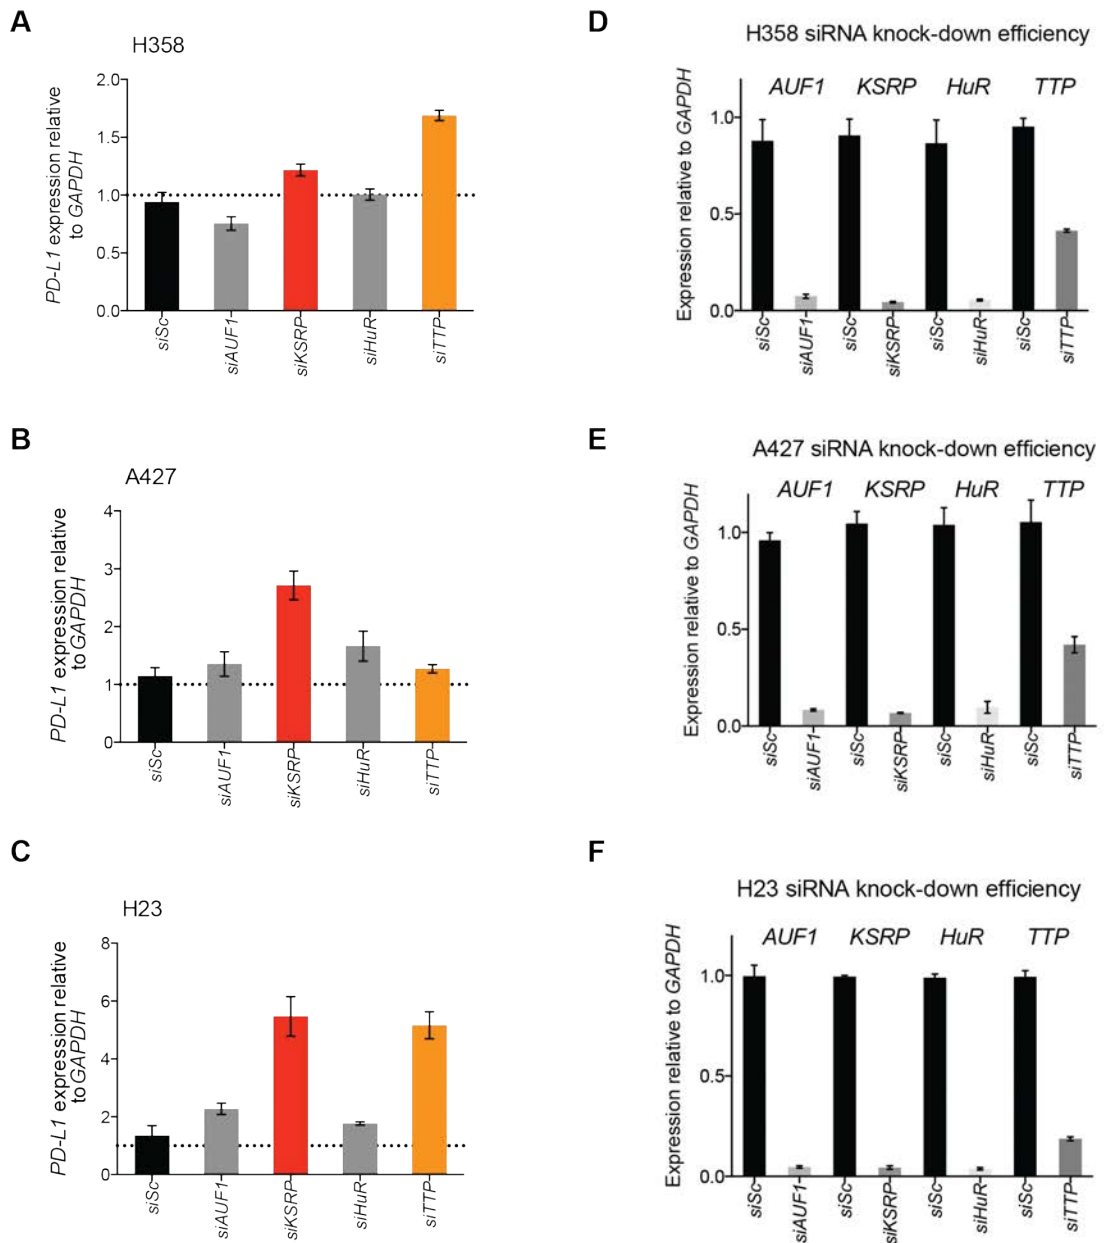 A
H358
PD-L1 expression relative
to GAPDH
2.0
1.5
1.0
0.5
0.0
siSc
siAUF1
siKSRP
siHuR
siTTP
D
H358 siRNA knock-down efficiency
AUF1 KSRP HuR TTP
Expression relative to GAPDH
1.0
0.5
0.0
siSc
siAUF1
siSc
siKSRP
siSc
siHuR
siSc
siTTP
B
A427
PD-L1 expression relative
to GAPDH
4
3
2
1
0
siSc
siAUF1
siKSRP
siHuR
siTTP
E
A427 siRNA knock-down efficiency
AUF1 KSRP HuR TTP
Expression relative to GAPDH
1.0
0.5
0.0
siSc
siAUF1
siSc
siKSRP
siSc
siHuR
siSc
siTTP
C
H23
PD-L1 expression relative
to GAPDH
8
6
4
2
0
siSc
siAUF1
siKSRP
siHuR
siTTP
F
H23 siRNA knock-down efficiency
AUF1 KSRP HuR TTP
Expression relative to GAPDH
1.0
0.5
0.0
siSc
siAUF1
siSc
siKSRP
siSc
siHuR
siSc
siTTP